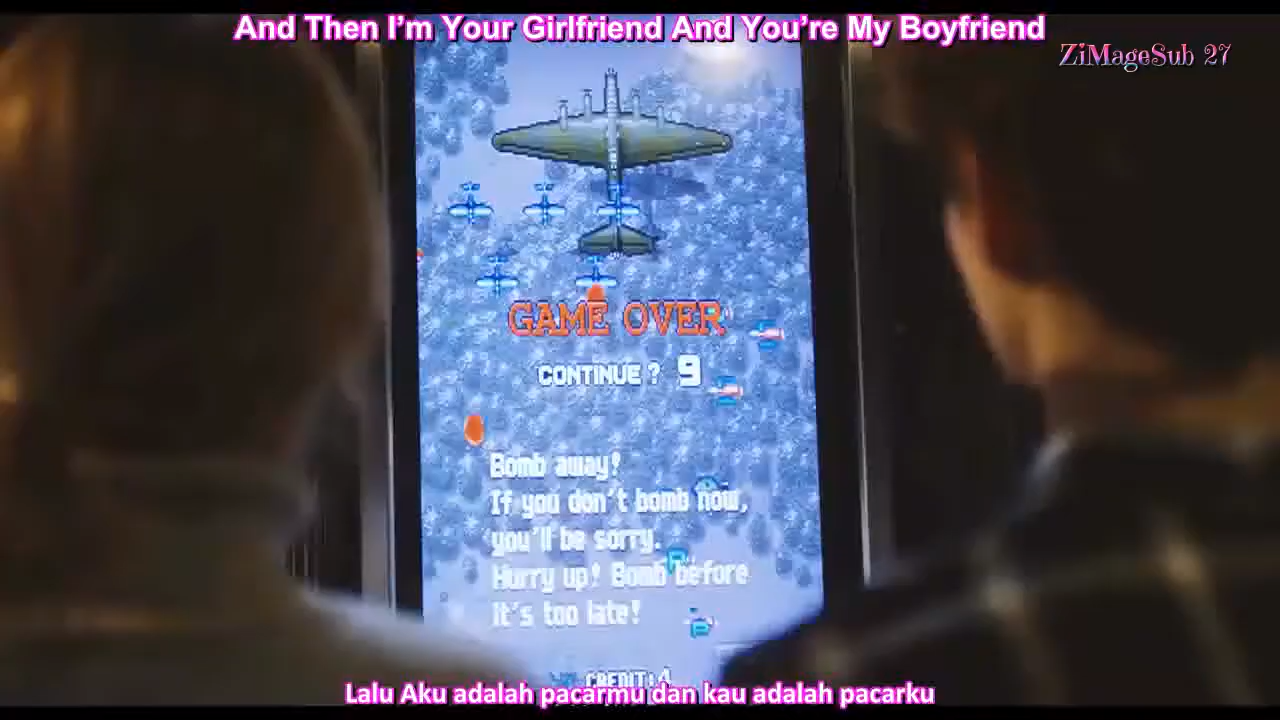 And Then I’m Your Girlfriend And You’re My Boyfriend
ZiMageSub 27
GAME OVER
CONTINUE ? 9
Bomb away!
If you don't bomb now,
you'll be sorry.
Hurry up! Bomb before
it's too late!
CREDIT: 4
Lalu Aku adalah pacarmu dan kau adalah pacarku